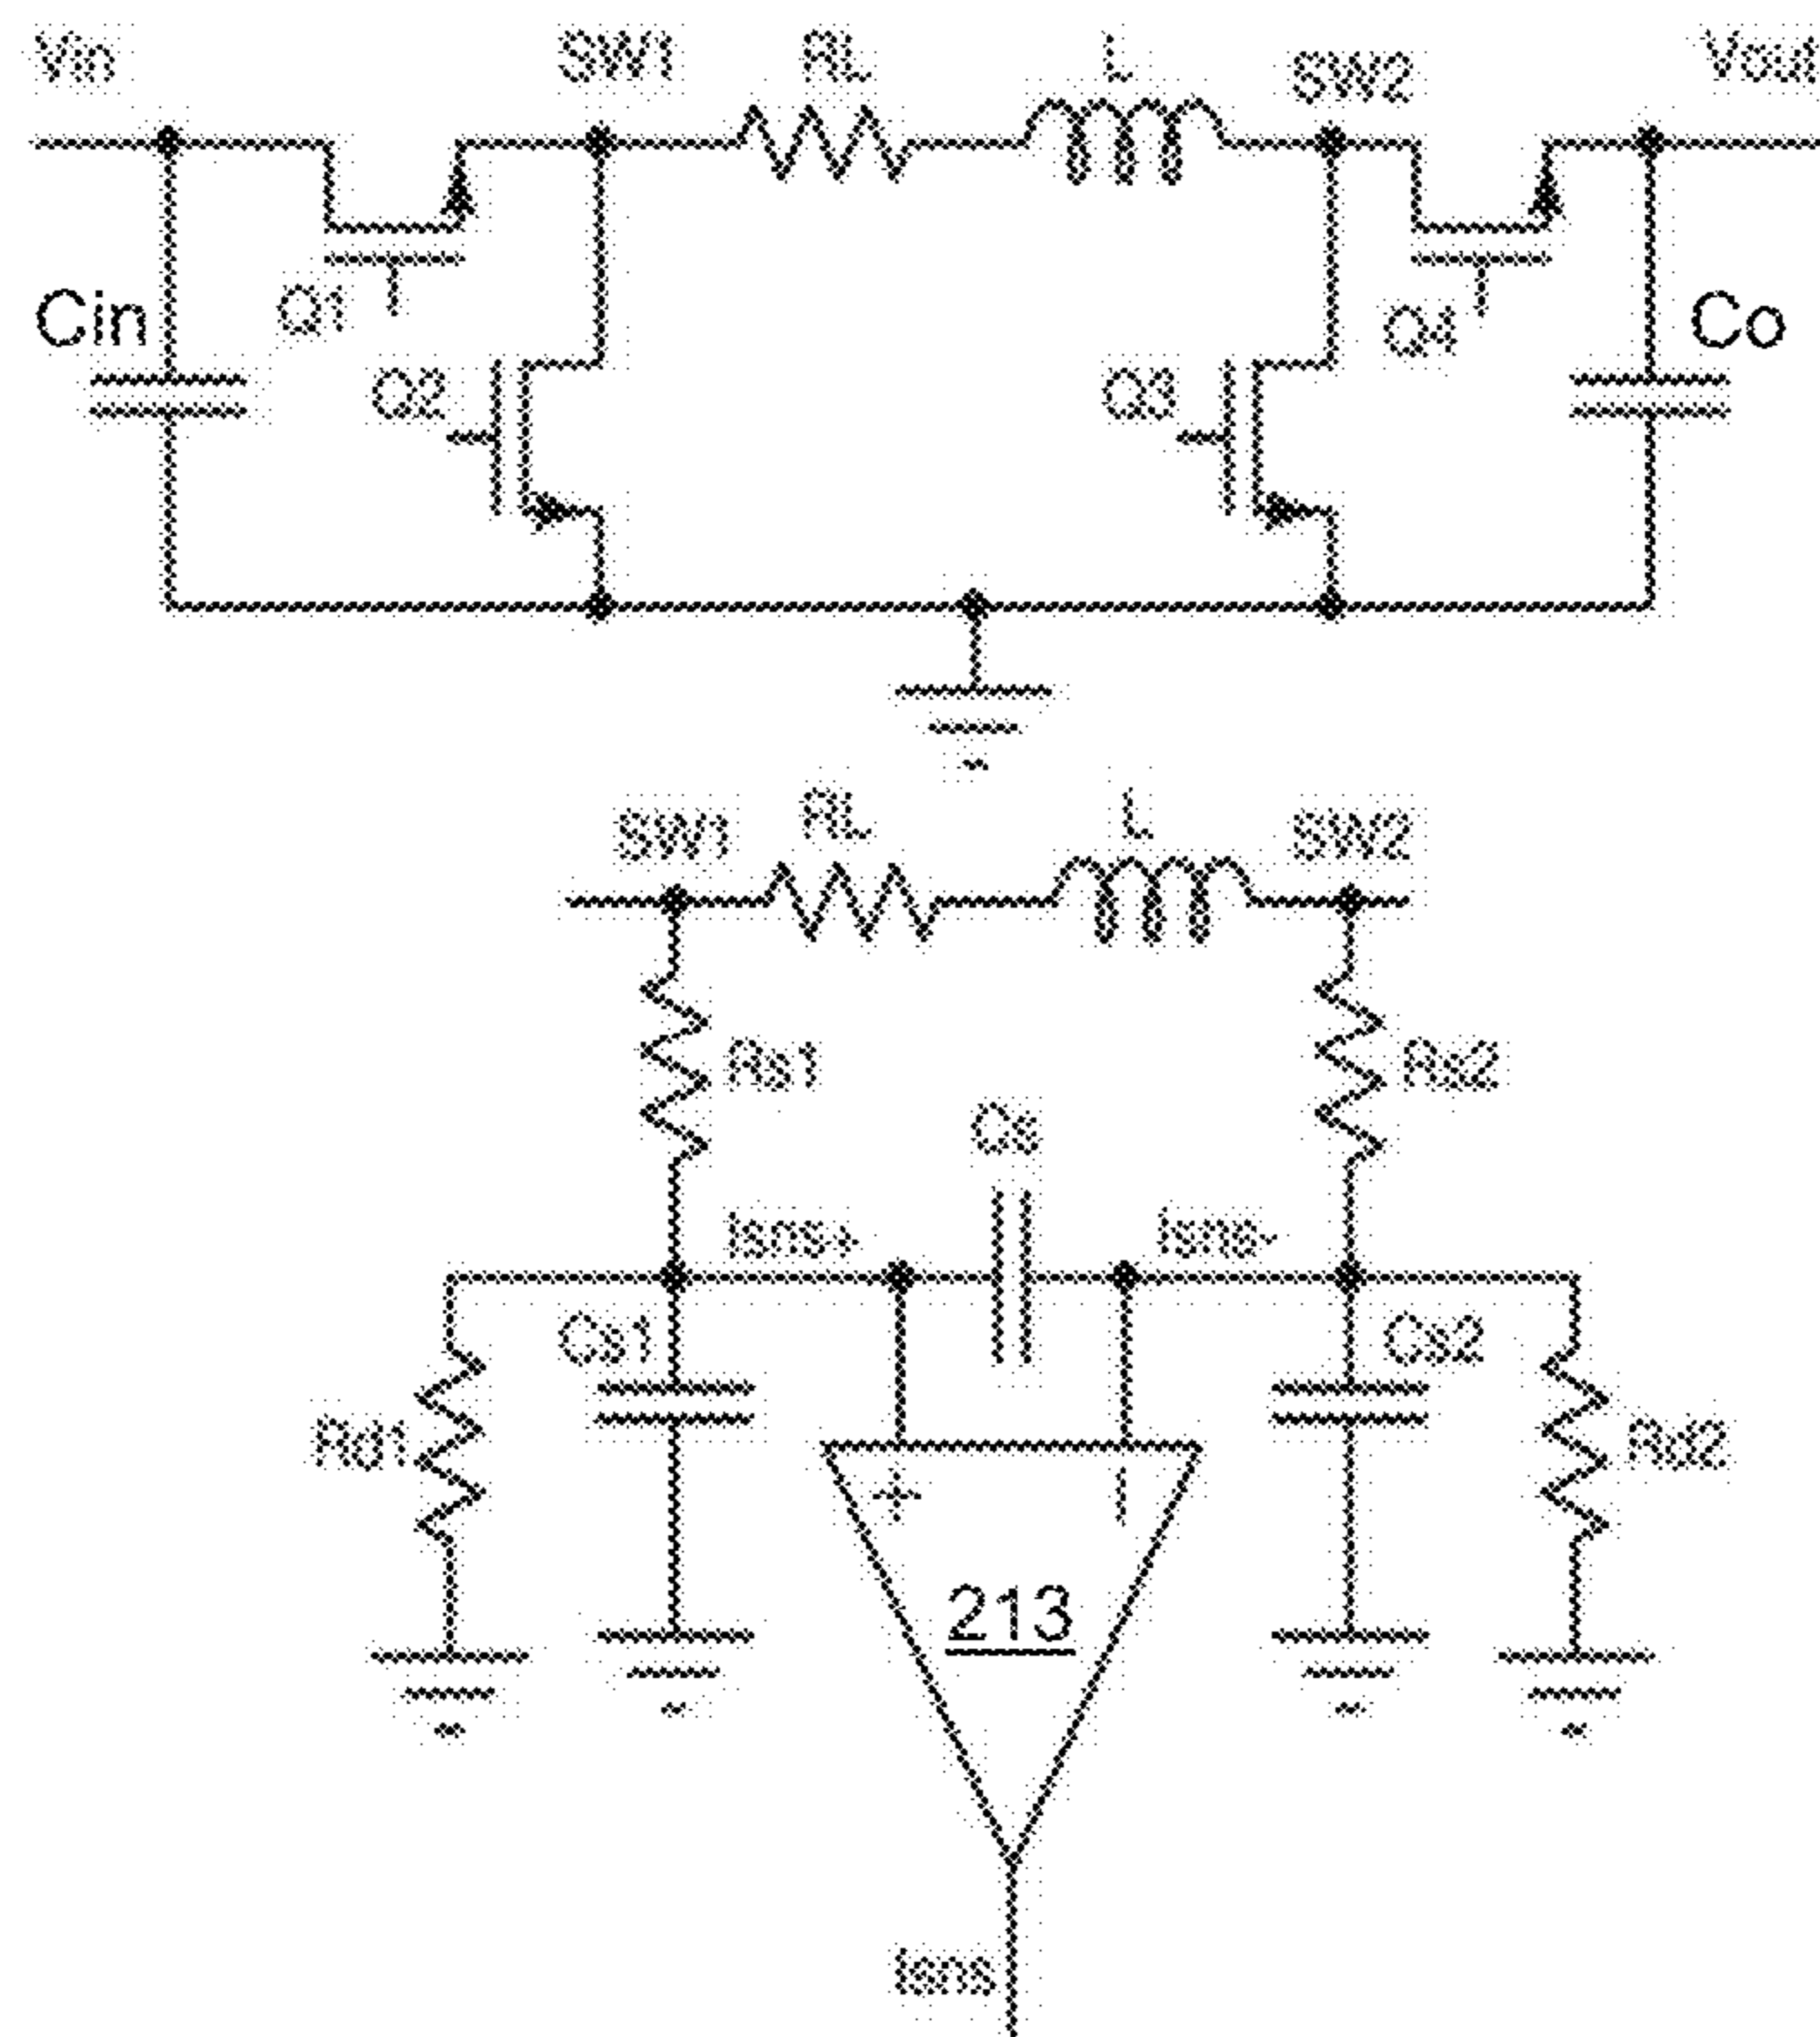 Vin
SW1
RL
L
SW2
Vout
Cin
Q1
Q2
Q3
Q4
Co
SW1
RL
L
SW2
Rs1
Rs2
Cs
Isns+
Isns-
Cs1
Cs2
Rd1
Rd2
+
-
213
Isns